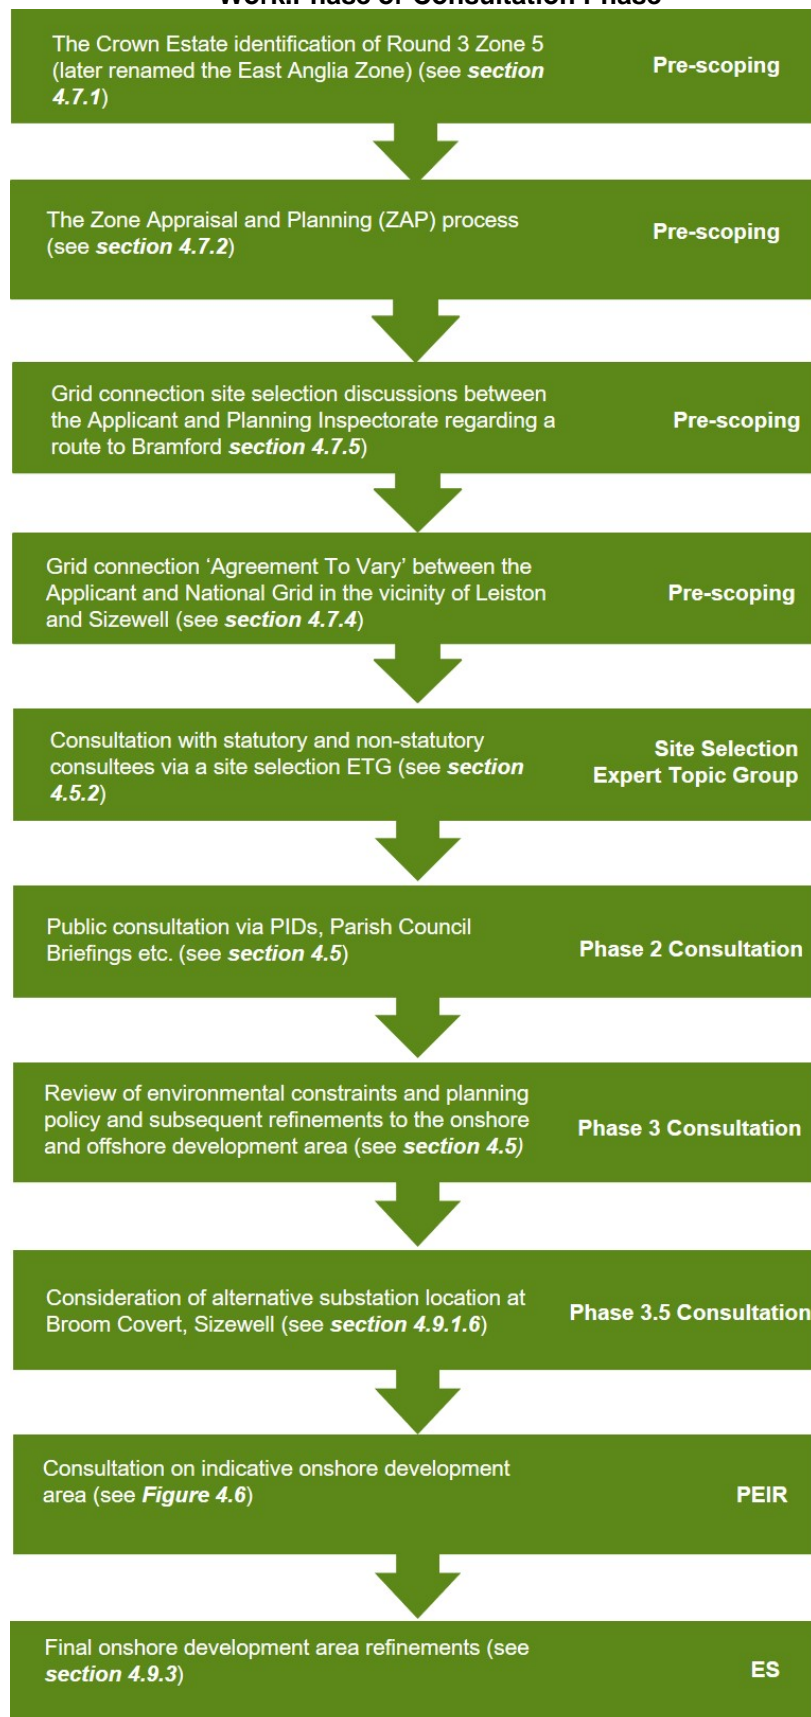 Work.Phase or Consultation Phase
The Crown Estate identification of Round 3 Zone 5
(later renamed the East Anglia Zone) (see section
4.7.1)
Pre-scoping
The Zone Appraisal and Planning (ZAP) process
(see section 4.7.2)
Pre-scoping
Grid connection site selection discussions between
the Applicant and Planning Inspectorate regarding a
route to Bramford section 4.7.5)
Pre-scoping
Grid connection ‘Agreement To Vary’ between the
Applicant and National Grid in the vicinity of Leiston
and Sizewell (see section 4.7.4)
Pre-scoping
Consultation with statutory and non-statutory
consultees via a site selection ETG (see section
4.5.2)
Site Selection
Expert Topic Group
Public consultation via PIDs, Parish Council
Briefings etc. (see section 4.5)
Phase 2 Consultation
Review of environmental constraints and planning
policy and subsequent refinements to the onshore
and offshore development area (see section 4.5)
Phase 3 Consultation
Consideration of alternative substation location at
Broom Covert, Sizewell (see section 4.9.1.6)
Phase 3.5 Consultation
Consultation on indicative onshore development
area (see Figure 4.6)
PEIR
Final onshore development area refinements (see
section 4.9.3)
ES